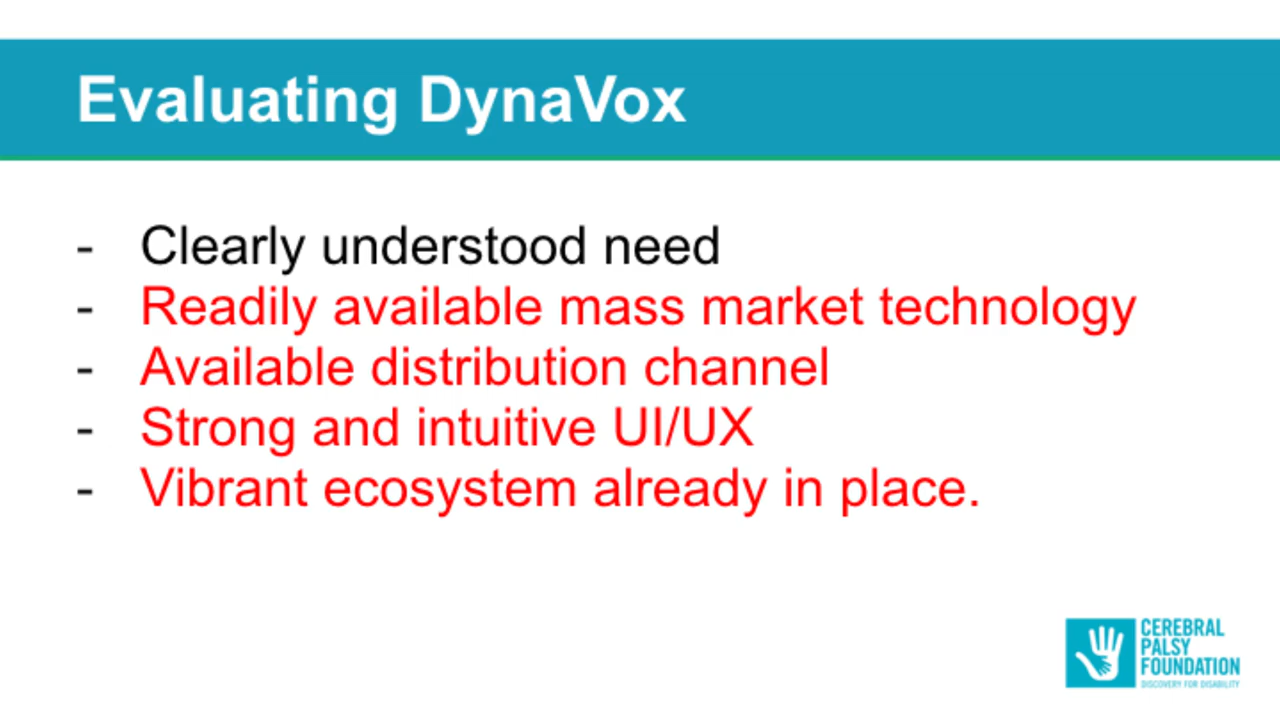 Evaluating DynaVox
- Clearly understood need
- Readily available mass market technology
- Available distribution channel
- Strong and intuitive UI/UX
- Vibrant ecosystem already in place.
CEREBRAL
PALSY
FOUNDATION
DISCOVERY FOR DISABILITY